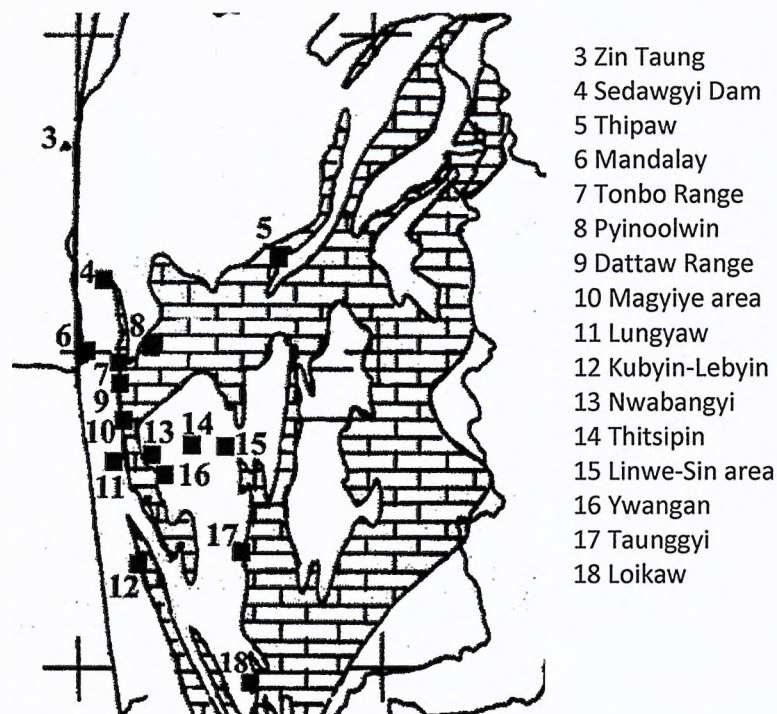 3 Zin Taung
4 Sedawgyi Dam
5 Thipaw
6 Mandalay
7 Tonbo Range
8 Pyinoolwin
9 Dattaw Range
10 Magyiye area
11 Lungyaw
12 Kubyin-Lebyin
13 Nwabangyi
14 Thitsipin
15 Linwe-Sin area
16 Ywangan
17 Taunggyi
18 Loikaw
3
5
4
6
8
7
9
10
13
14
15
11
16
17
12
18